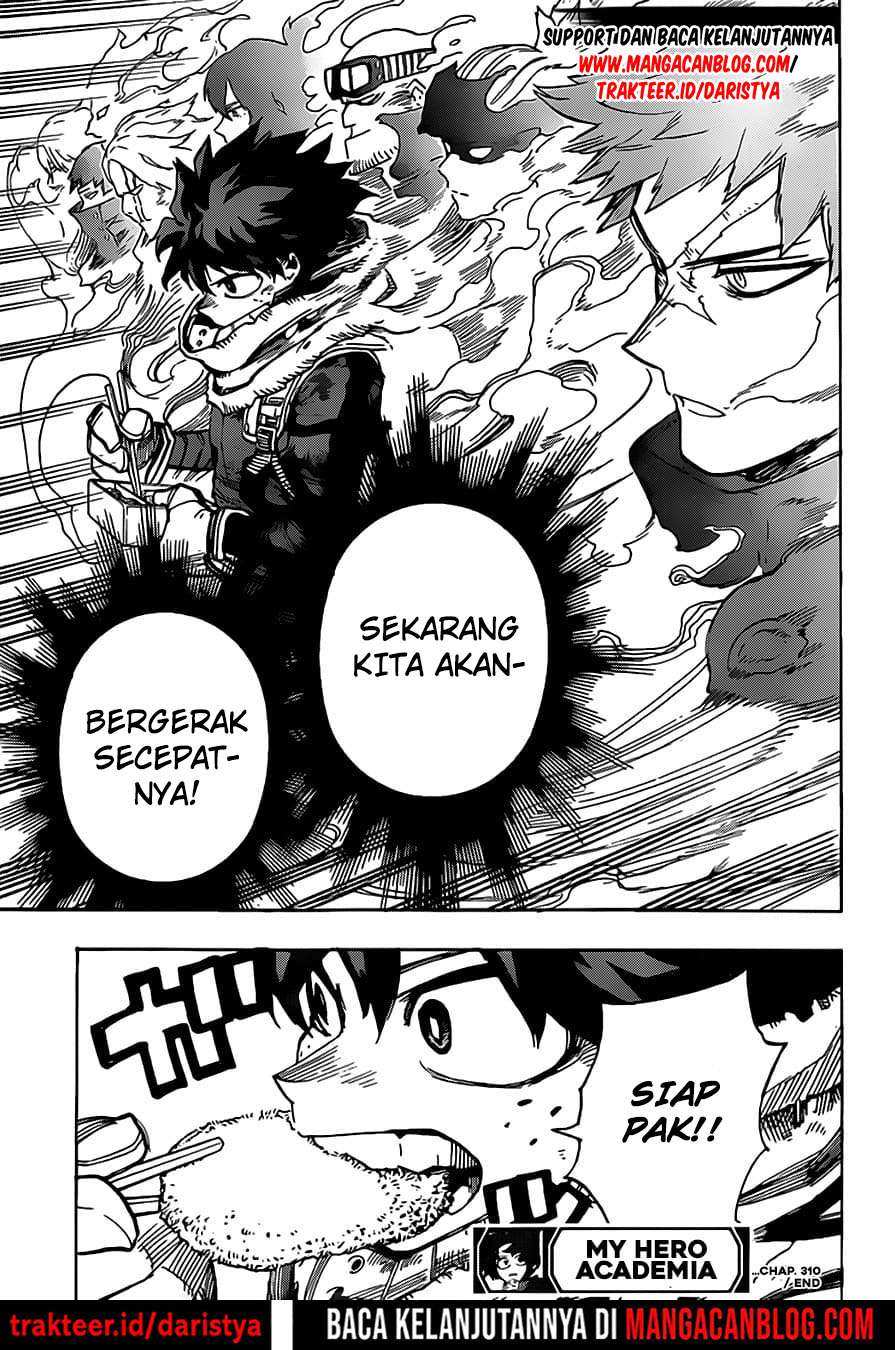 SUPPORT DAN BACA KELANJUTANNYA
WWW.MANGACANBLOG.COM/
TRAKTEER.ID/DARISTYA
SEKARANG
KITA AKAN-
BERGERAK
SECEPAT-
NYA!
SIAP
PAK!!
MY HERO
ACADEMIA
...CHAP. 310
END
trakteer.id/daristya
BACA KELANJUTANNYA DI MANGACANBLOG.COM